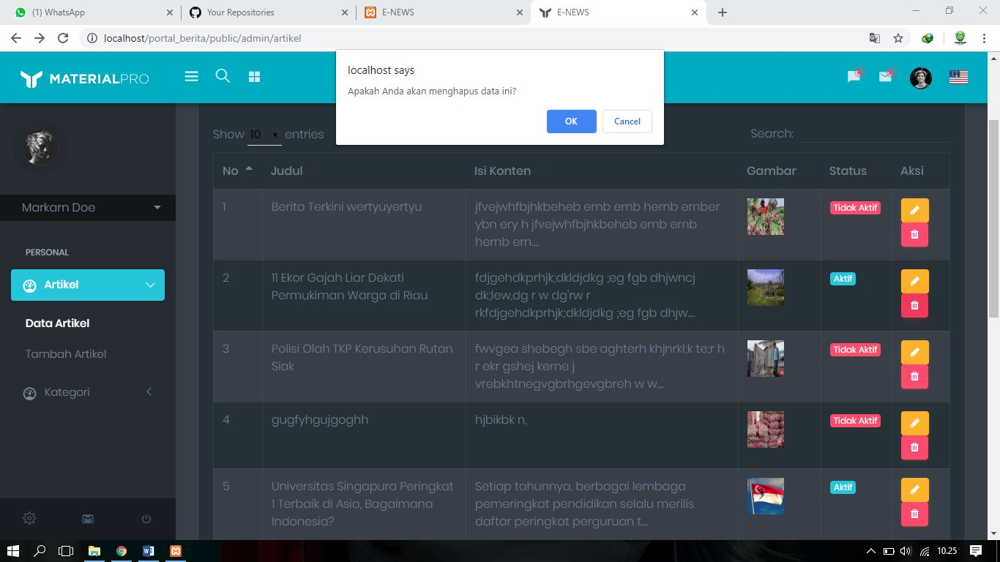 (1) WhatsApp
Your Repositories
E-NEWS
E-NEWS
localhost/portal_berita/public/admin/artikel
MATERIALPRO
localhost says
Apakah Anda akan menghapus data ini?
OK
Cancel
Markarn Doe
PERSONAL
Artikel
Data Artikel
Tambah Artikel
Kategori
Show 10 entries
Search:
No
Judul
Isi Konten
Gambar
Status
Aksi
1
Berita Terkini wertyuyertyu
jfvejwhfbjhkbeheb ernb ernb hernb ernber
ybn ery h jfvejwhfbjhkbeheb ernb ernb
hernb ern....
Tidak Aktif
2
11 Ekor Gajah Liar Dekati
Permukiman Warga di Riau
fdjgehdkprhjk;dkldjdkg ;eg fgb dhjwncj
dk;lew,dg r w dg'rw r
rkfdjgehdkprhjk;dkldjdkg ;eg fgb dhjw....
Aktif
3
Polisi Olah TKP Kerusuhan Rutan
Siak
fwvgea shebegh sbe aghterh khjnrkl;k te;r h
r ekr gshej kerne j
vrebkhtnegvgbrhgevgbreh w w....
Tidak Aktif
4
gugfyhgujgoghh
hjbikbk n,
Tidak Aktif
5
Universitas Singapura Peringkat
1 Terbaik di Asia, Bagaimana
Indonesia?
Setiap tahunnya, berbagai lembaga
pemeringkat pendidikan selalu merilis
daftar peringkat perguruan t....
Aktif
10.25